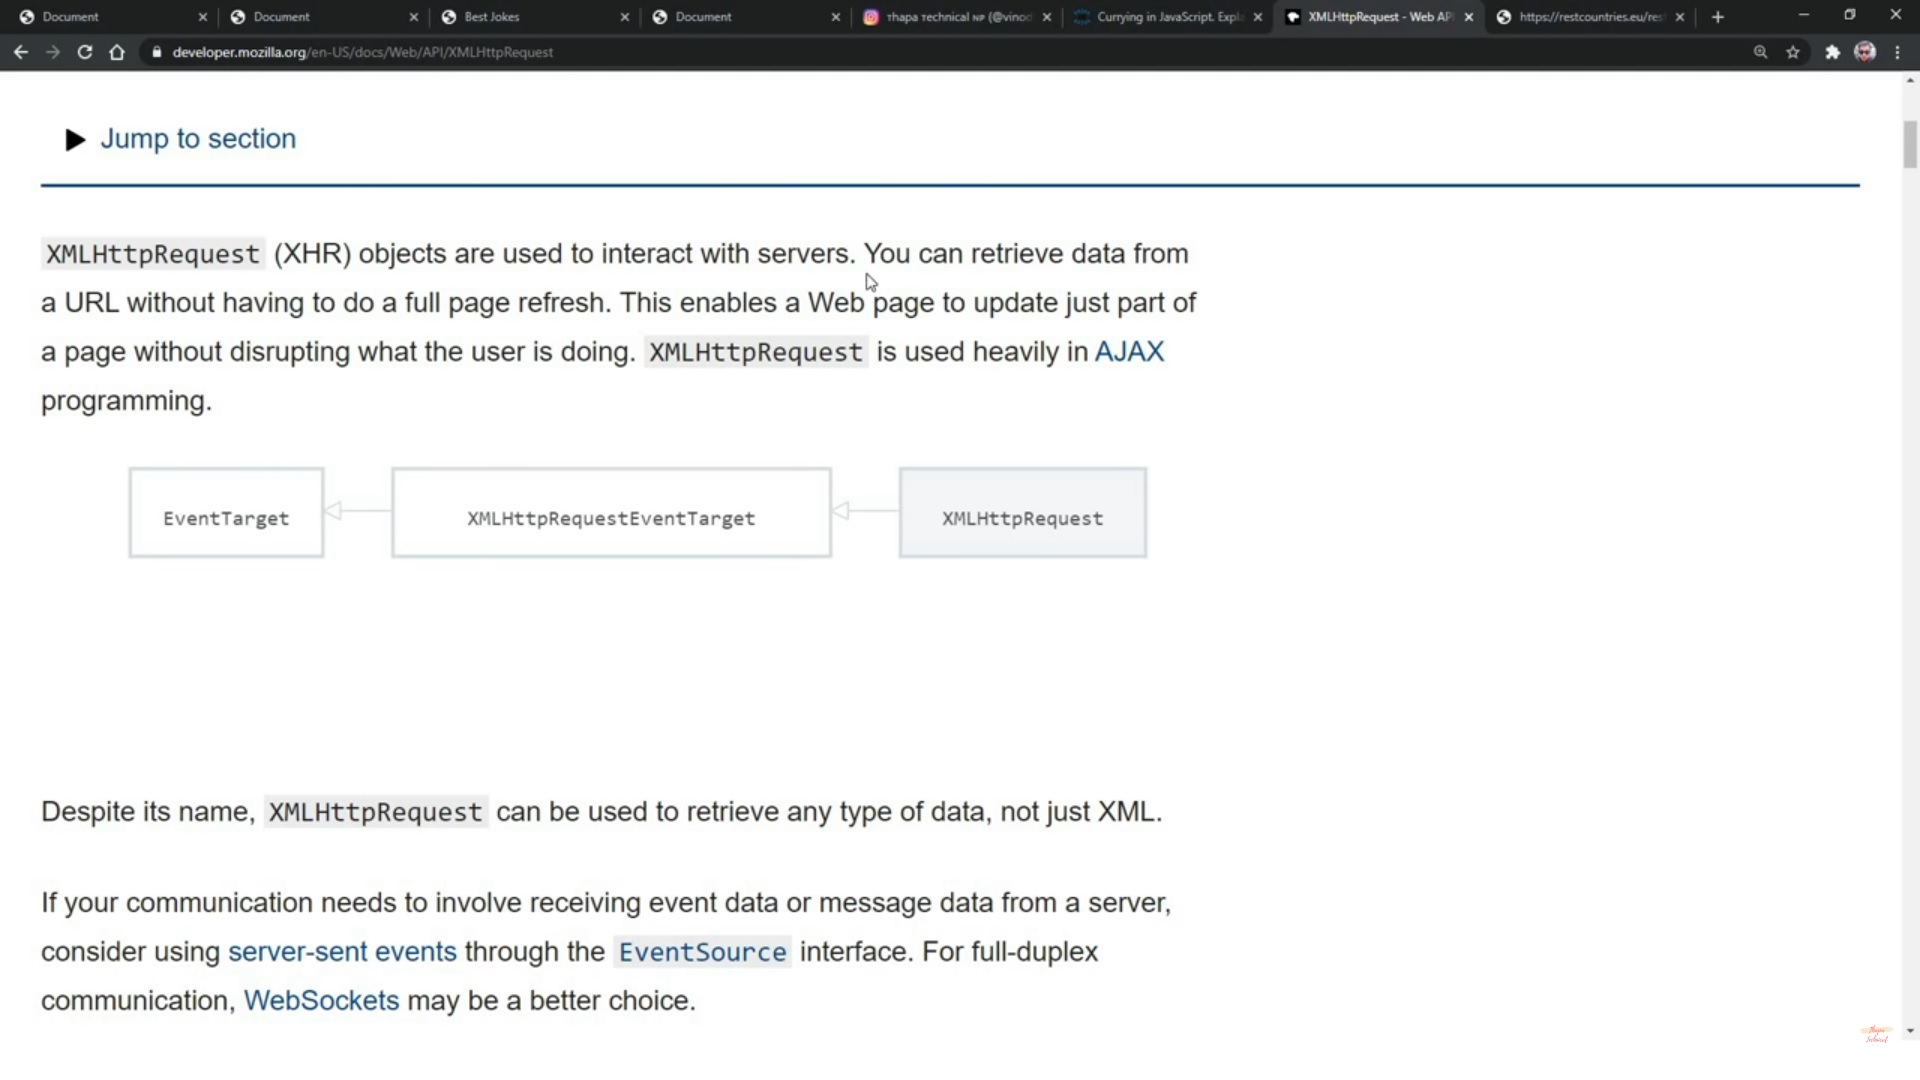 Document
Document
Best Jokes
Document
тhapa тechnical ɴᴘ (@vinod
Currying in JavaScript. Expla
XMLHttpRequest - Web AP
https://restcountries.eu/res
developer.mozilla.org/en-US/docs/Web/API/XMLHttpRequest
Jump to section
XMLHttpRequest (XHR) objects are used to interact with servers. You can retrieve data from
a URL without having to do a full page refresh. This enables a Web page to update just part of
a page without disrupting what the user is doing. XMLHttpRequest is used heavily in AJAX
programming.
EventTarget
XMLHttpRequestEventTarget
XMLHttpRequest
Despite its name, XMLHttpRequest can be used to retrieve any type of data, not just XML.
If your communication needs to involve receiving event data or message data from a server,
consider using server-sent events through the EventSource interface. For full-duplex
communication, WebSockets may be a better choice.
Thapa
Technical